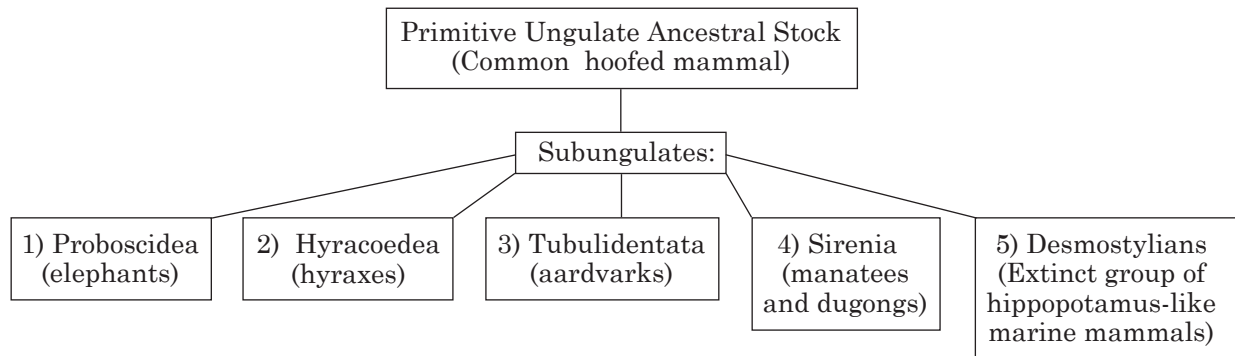 Primitive Ungulate Ancestral Stock
(Common hoofed mammal)
Subungulates:
1) Proboscidea
(elephants)
2) Hyracoedea
(hyraxes)
3) Tubulidentata
(aardvarks)
4) Sirenia
(manatees
and dugongs)
5) Desmostylians
(Extinct group of
hippopotamus-like
marine mammals)